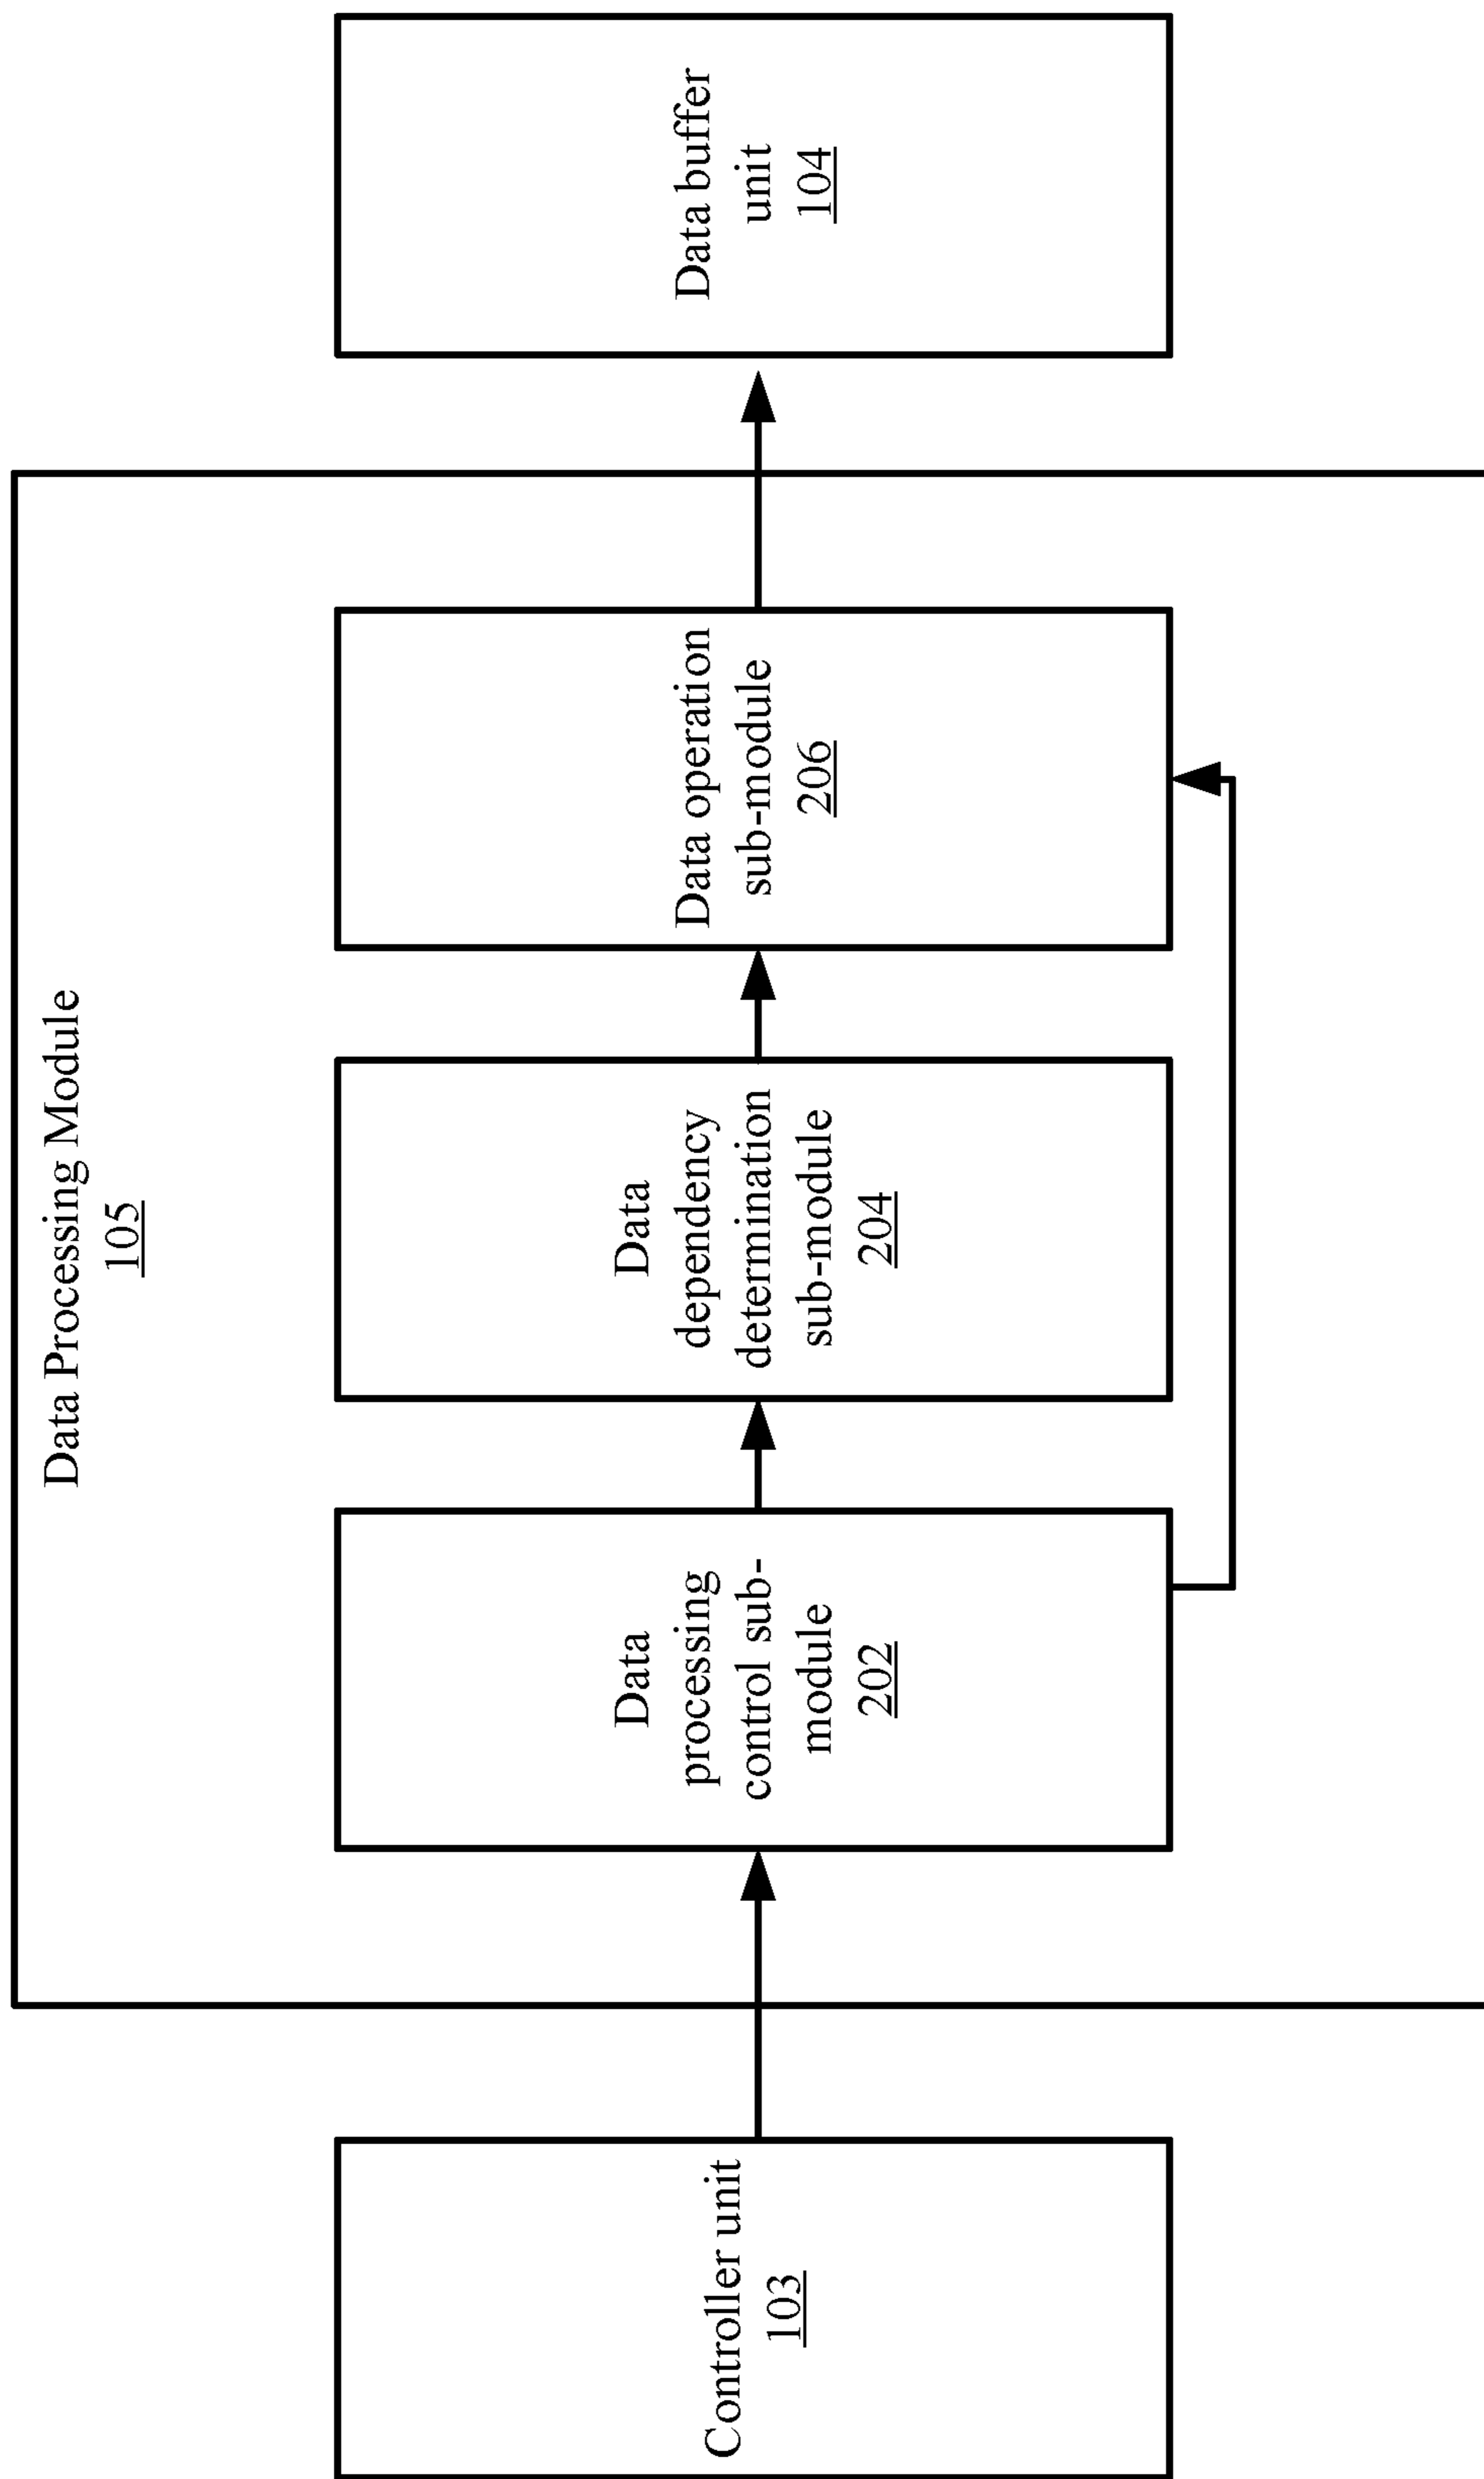 Data Processing Module
105
Controller unit
103
Data
processing
control sub-
module
202
Data
dependency
determination
sub-module
204
Data operation
sub-module
206
Data buffer
unit
104